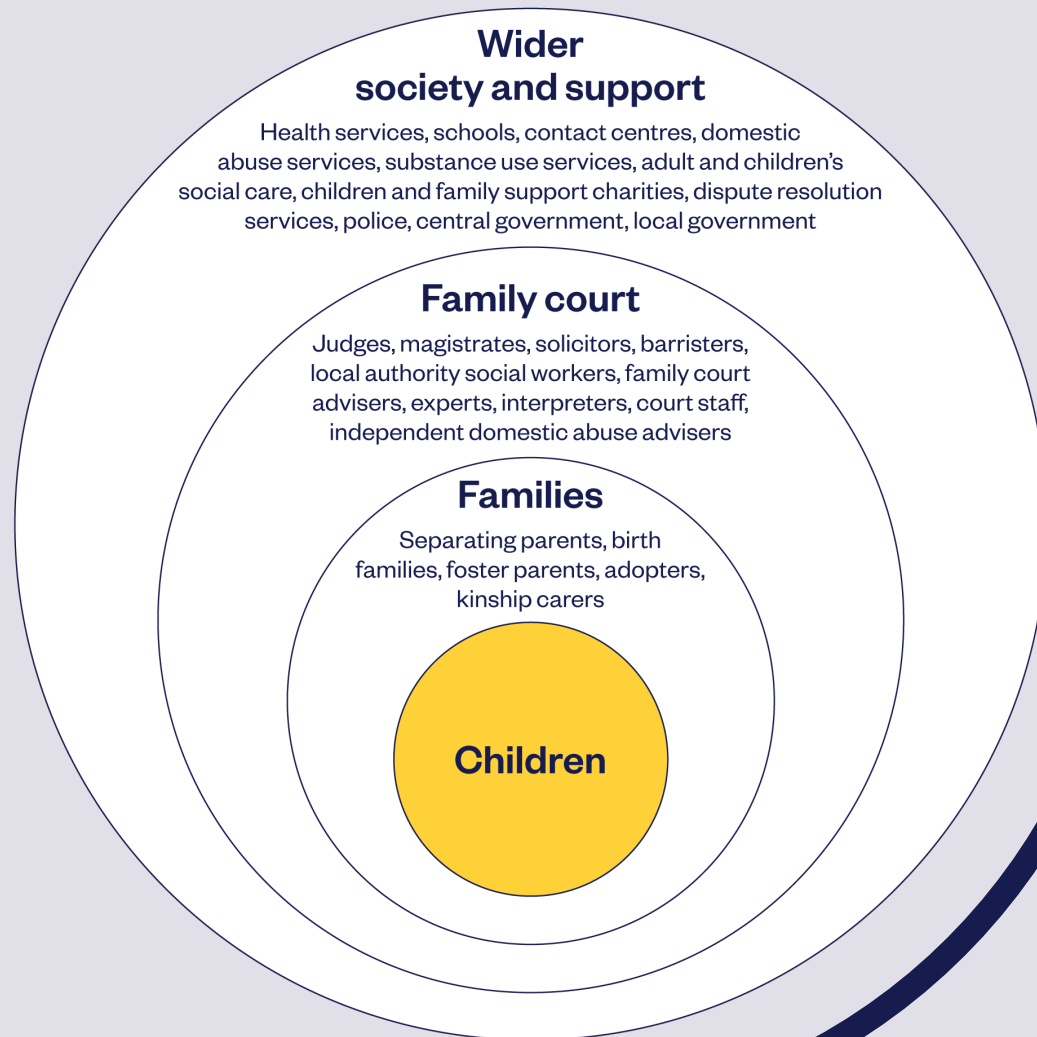 Wider
society and support
Health services, schools, contact centres, domestic
abuse services, substance use services, adult and children’s
social care, children and family support charities, dispute resolution
services, police, central government, local government
Family court
Judges, magistrates, solicitors, barristers,
local authority social workers, family court
advisers, experts, interpreters, court staff,
independent domestic abuse advisers
Families
Separating parents, birth
families, foster parents, adopters,
kinship carers
Children